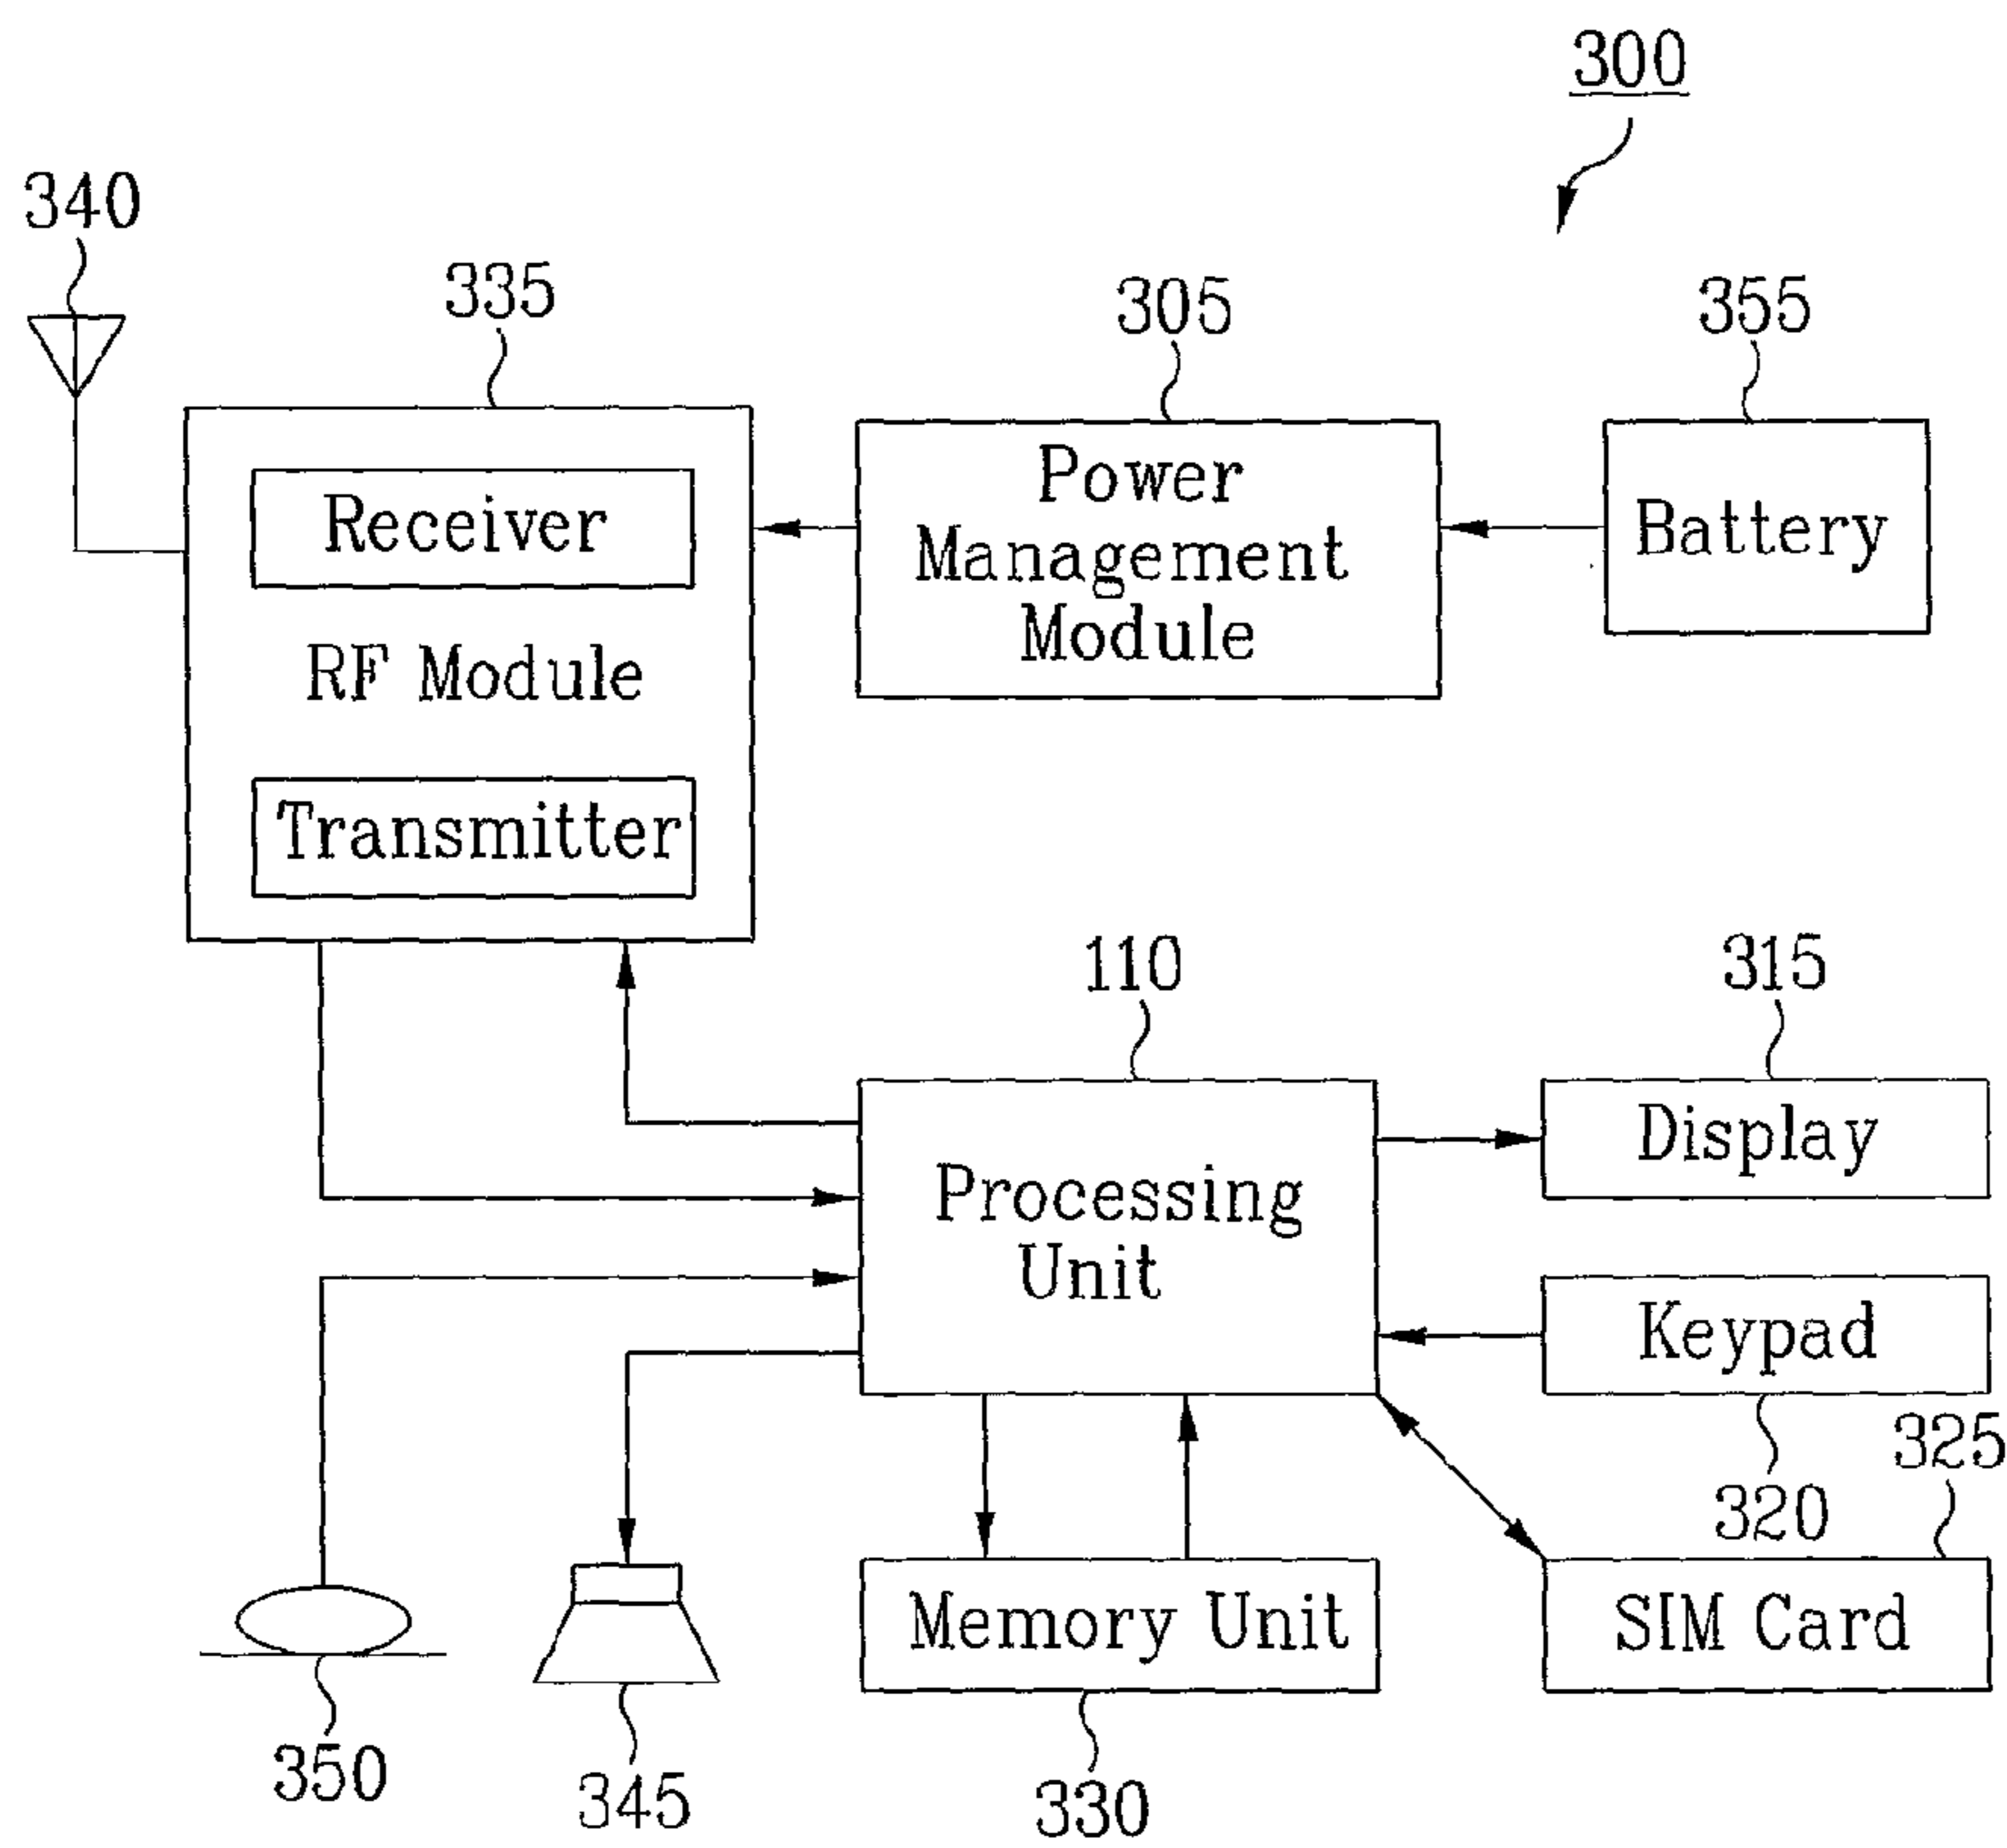 300
340
335
305
355
Receiver
RF Module
Transmitter
Power
Management
Module
Battery
110
315
Processing
Unit
Display
Keypad
320
325
Memory Unit
SIM Card
350
345
330